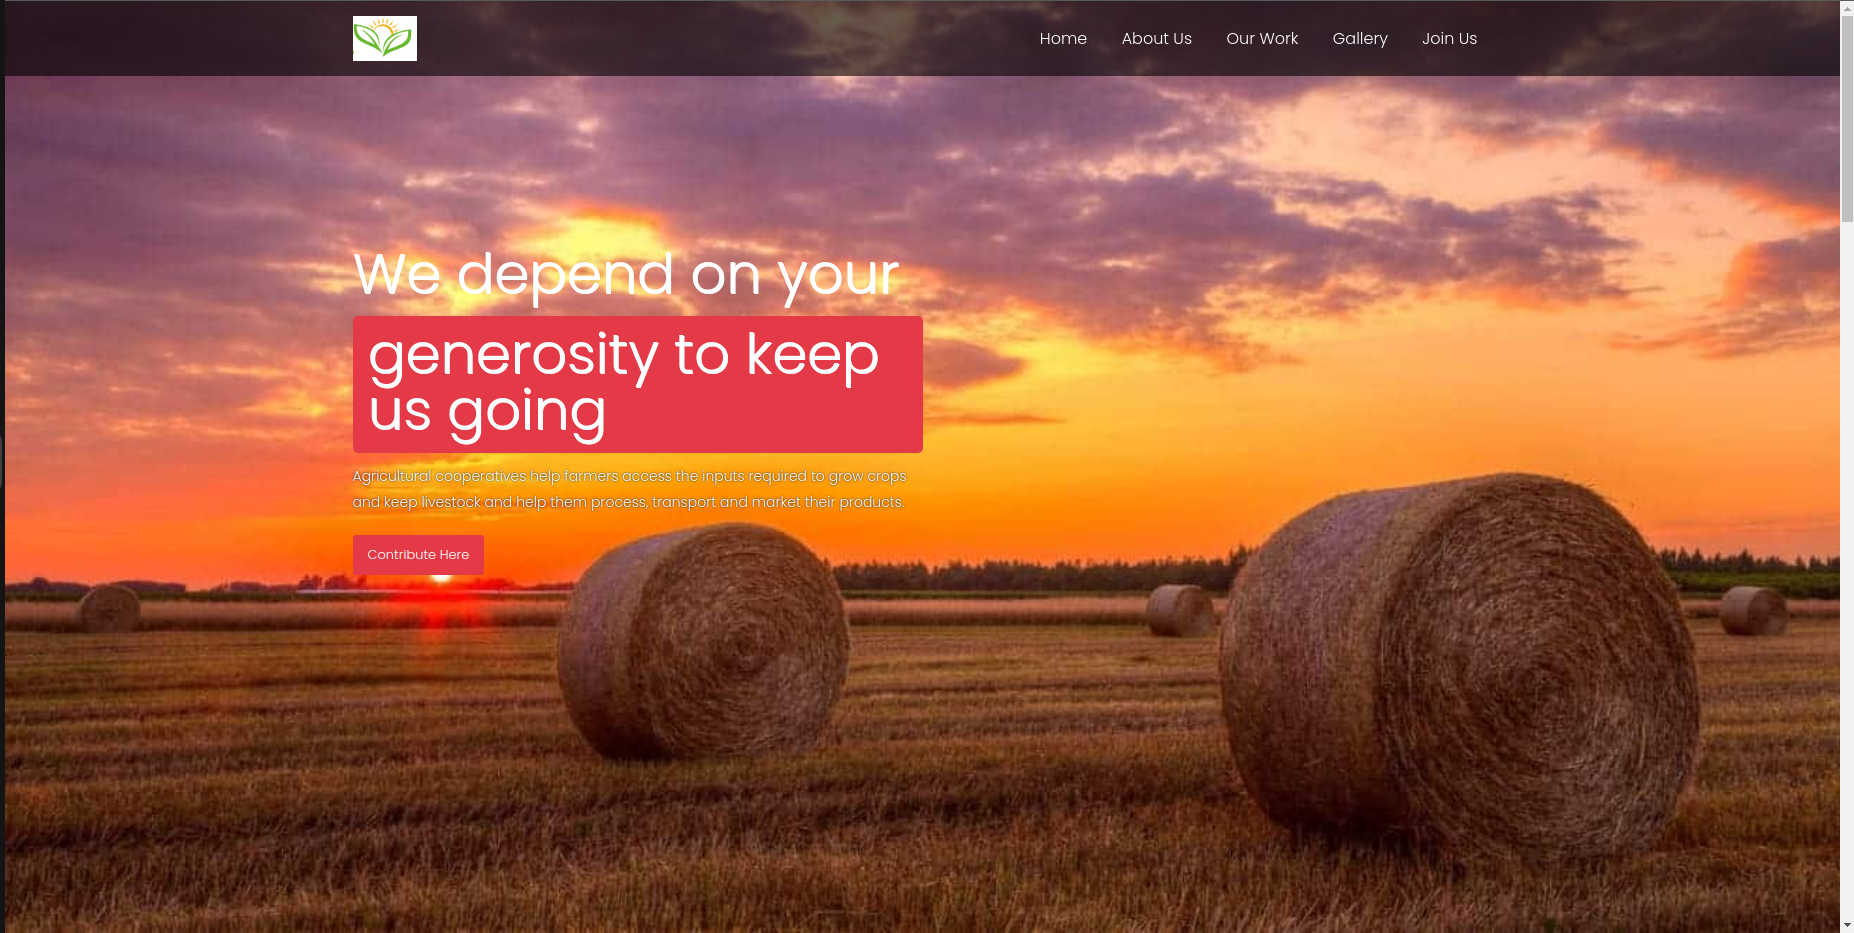 Home About Us Our Work Gallery Join Us
We depend on your
generosity to keep
us going
Agricultural cooperatives help farmers access the inputs required to grow crops
and keep livestock and help them process, transport and market their products.
Contribute Here